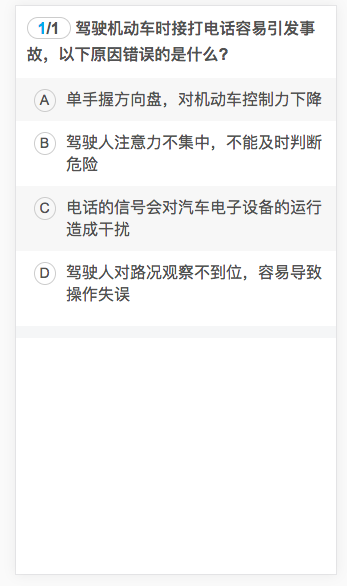 1/1 驾驶机动车时接打电话容易引发事
故，以下原因错误的是什么?
A 单手握方向盘，对机动车控制力下降
B 驾驶人注意力不集中，不能及时判断
危险
C 电话的信号会对汽车电子设备的运行
造成干扰
D 驾驶人对路况观察不到位，容易导致
操作失误